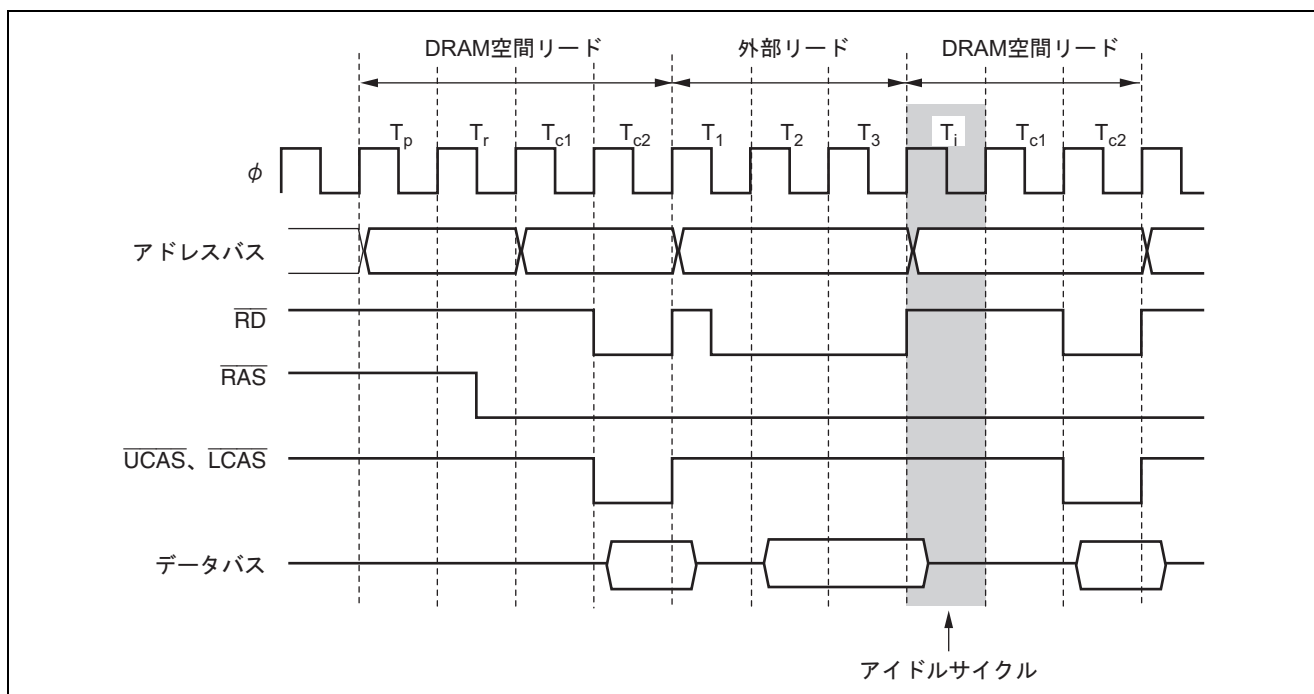 DRAM空間リード 外部リード DRAM空間リード
Tp Tr Tc1 Tc2 T1 T2 T3 Ti Tc1 Tc2
φ
アドレスバス
RD
RAS
UCAS、LCAS
データバス
アイドルサイクル